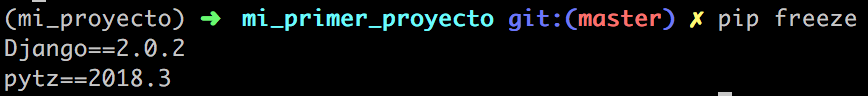 (mi_proyecto) ➜  mi_primer_proyecto git:(master) ✗ pip freeze
Django==2.0.2
pytz==2018.3